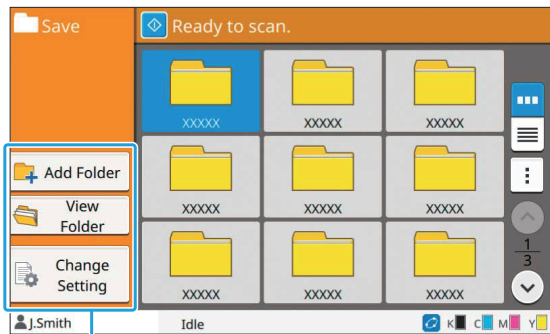 Save
Ready to scan.
XXXXX XXXXX XXXXX
Add Folder
View
Folder
XXXXX XXXXX XXXXX
1
3
Change
Setting
XXXXX XXXXX XXXXX
J.Smith
Idle
K C M Y